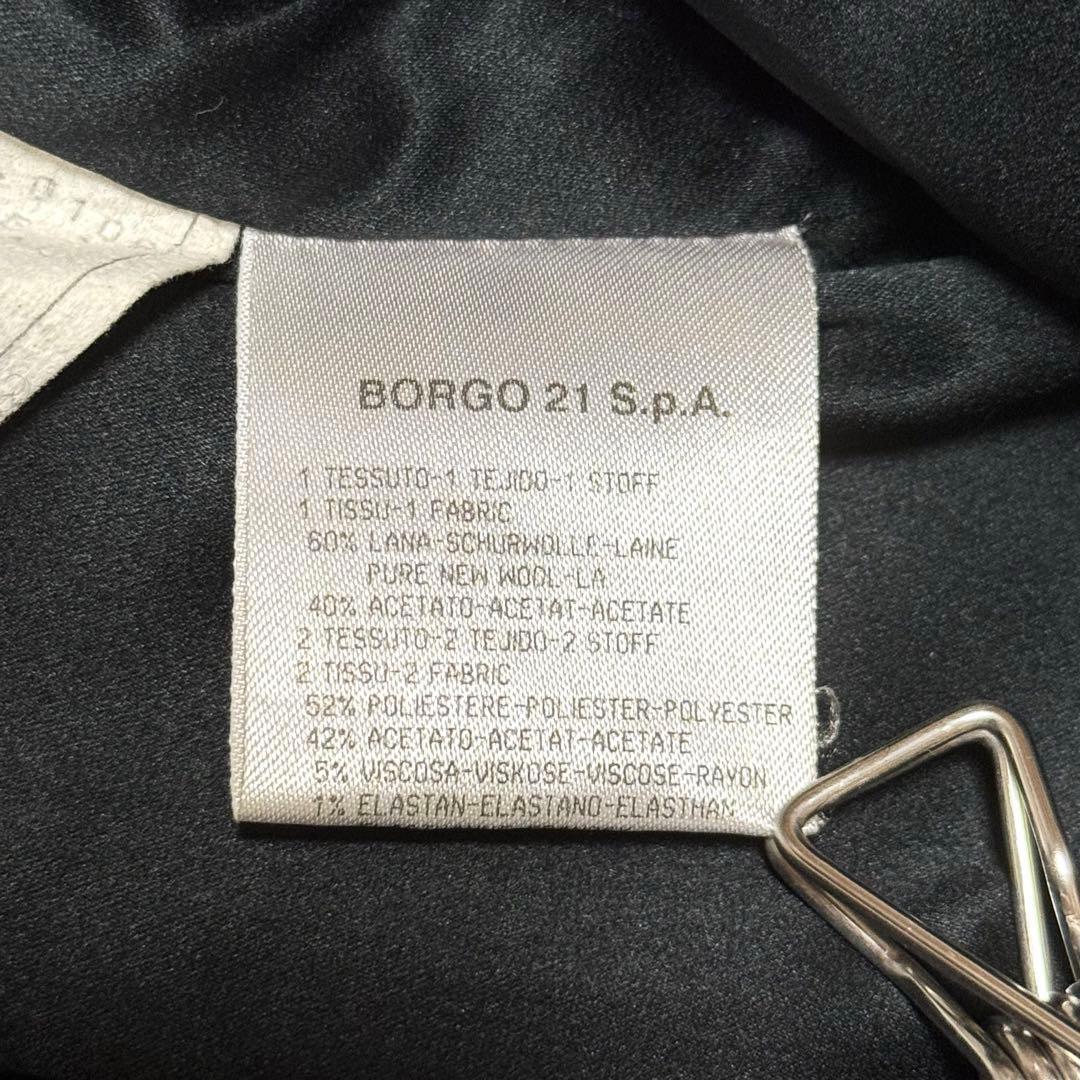 BORGO 21 S.p.A.
1 TESSUTO-1 TEJIDO-1 STOFF
1 TISSU-1 FABRIC
60% LANA-SCHURWOLLE-LAINE
PURE NEW WOOL-LA
40% ACETATO-ACETAT-ACETATE
2 TESSUTO-2 TEJIDO-2 STOFF
2 TISSU-2 FABRIC
52% POLIESTERE-POLIESTER-POLYESTER
42% ACETATO-ACETAT-ACETATE
5% VISCOSA-VISKOSE-VISCOSE-RAYON
1% ELASTAN-ELASTANO-ELASTHAN